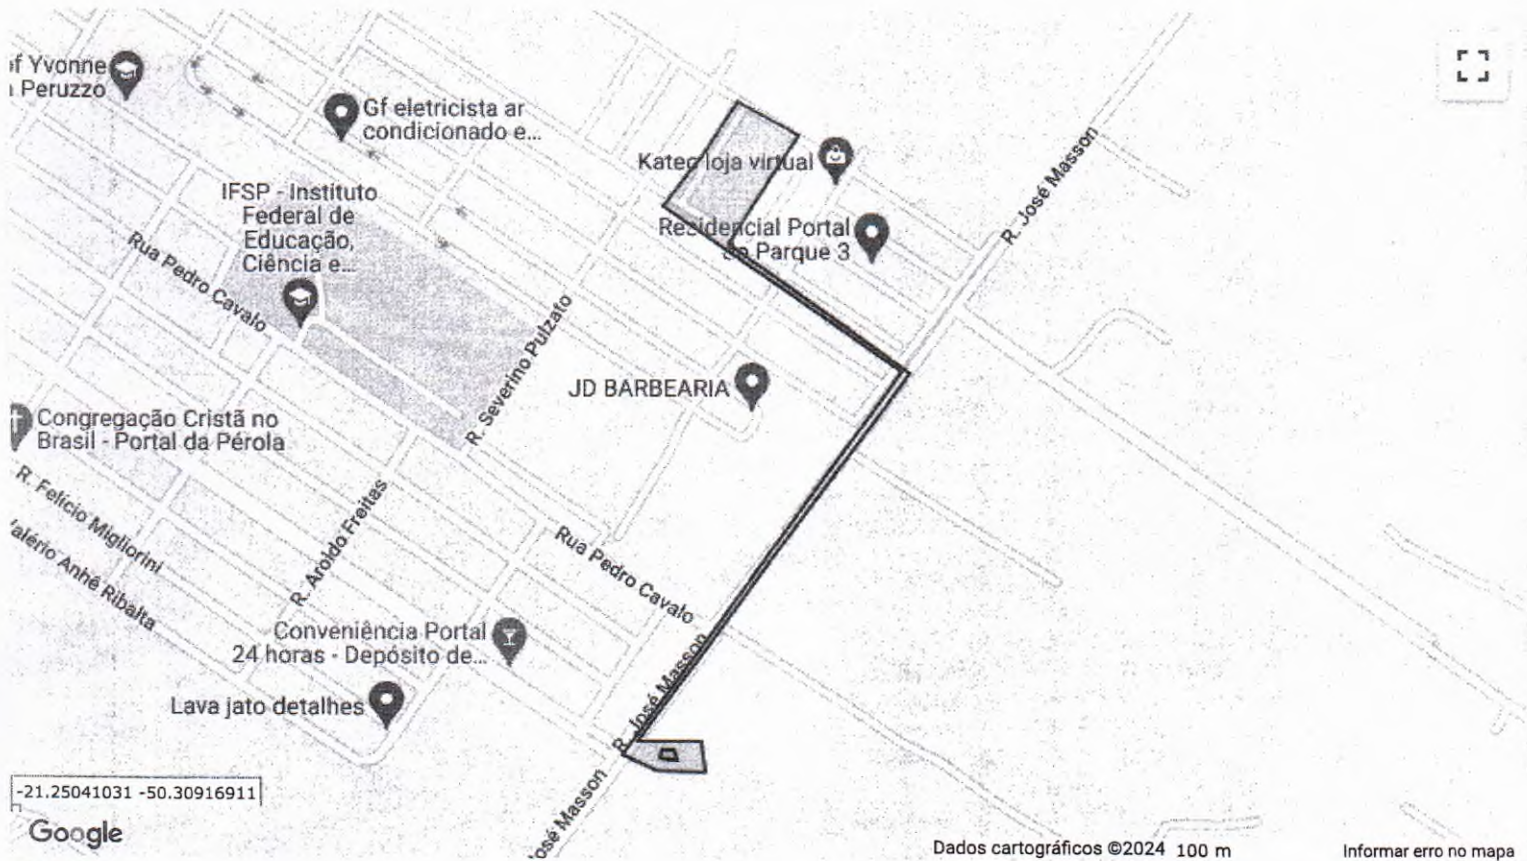 of Yvonne
Peruzzo
Gf eletricista ar
condicionado e...
Katec loja virtual
R. José Masson
IFSP - Instituto
Federal de
Educação,
Ciência e...
Residencial Portal
do Parque 3
Rua Pedro Cavalo
R. Severino Pulzato
JD BARBEARIA
Congregação Cristã no
Brasil - Portal da Pérola
R. Felício Migliorini
alério Anhê Ribalta
R. Aroldo Freitas
Rua Pedro Cavalo
Conveniência Portal
24 horas - Depósito de...
R. José Masson
Lava jato detalhes
José Masson
-21.25041031 -50.30916911
Google
Dados cartográficos ©2024 100 m
Informar erro no mapa